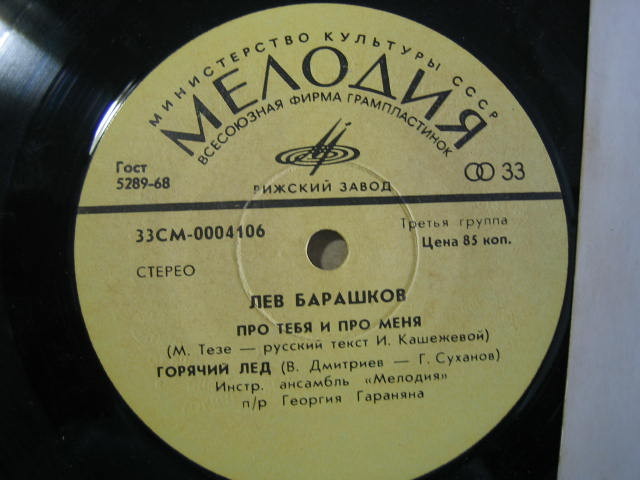 МИНИСТЕРСТВО КУЛЬТУРЫ СССР
МЕЛОДИЯ
ВСЕСОЮЗНАЯ ФИРМА ГРАМПЛАСТИНОК
Гост
5289-68
33
РИЖСКИЙ ЗАВОД
33СМ-0004106
Третья группа
Цена 85 коп.
СТЕРЕО
ЛЕВ БАРАШКОВ
ПРО ТЕБЯ И ПРО МЕНЯ
(М. Тезе — русский текст И. Кашежевой)
ГОРЯЧИЙ ЛЕД (В. Дмитриев — Г. Суханов)
Инстр. ансамбль «Мелодия»
п/р Георгия Гараняна